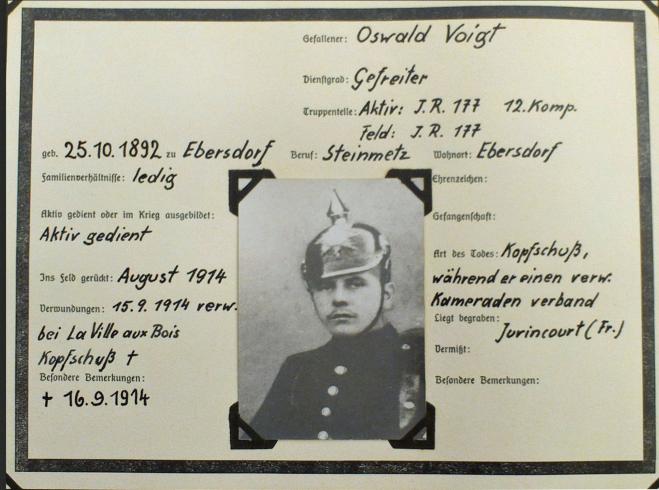 Gefallener: Oswald Voigt
Dienstgrad: Gefreiter
Truppenteile: Aktiv: J.R. 177 12. Komp.
Feld: J.R. 177
geb. 25.10.1892 zu Ebersdorf Beruf: Steinmetz Wohnort: Ebersdorf
Familienverhältnisse: ledig
Ehrenzeichen:
Aktiv gedient oder im Krieg ausgebildet:
Aktiv gedient
Gefangenschaft:
Ins Feld gerückt: August 1914
Verwundungen: 15.9.1914 verw.
bei La Ville aux Bois
Kopfschuß †
Besondere Bemerkungen:
† 16.9.1914
Art des Todes: Kopfschuß,
während er einen verw.
Kameraden verband
Liegt begraben:
Jurincourt (Fr.)
Vermißt:
Besondere Bemerkungen: